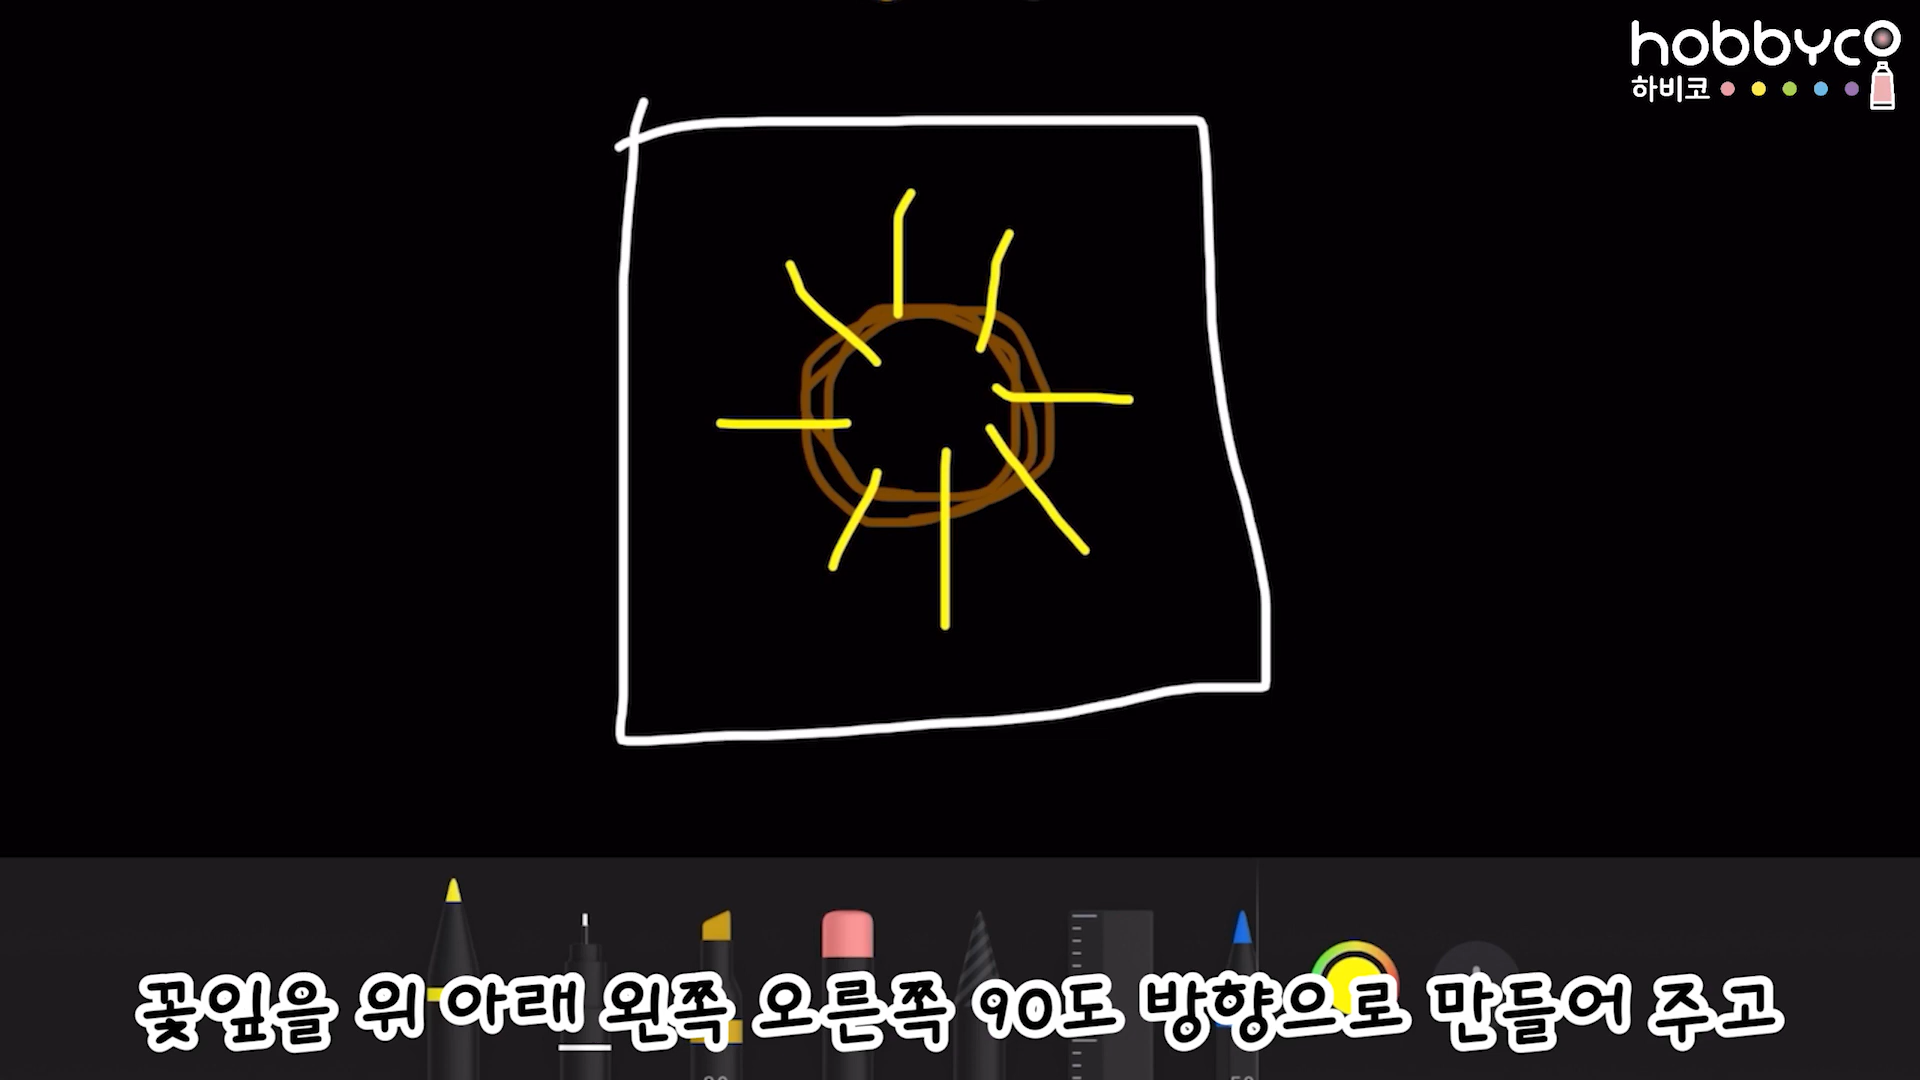 hobbyco
하비코
꽃잎을 위 아래 왼쪽 오른쪽 90도 방향으로 만들어 주고